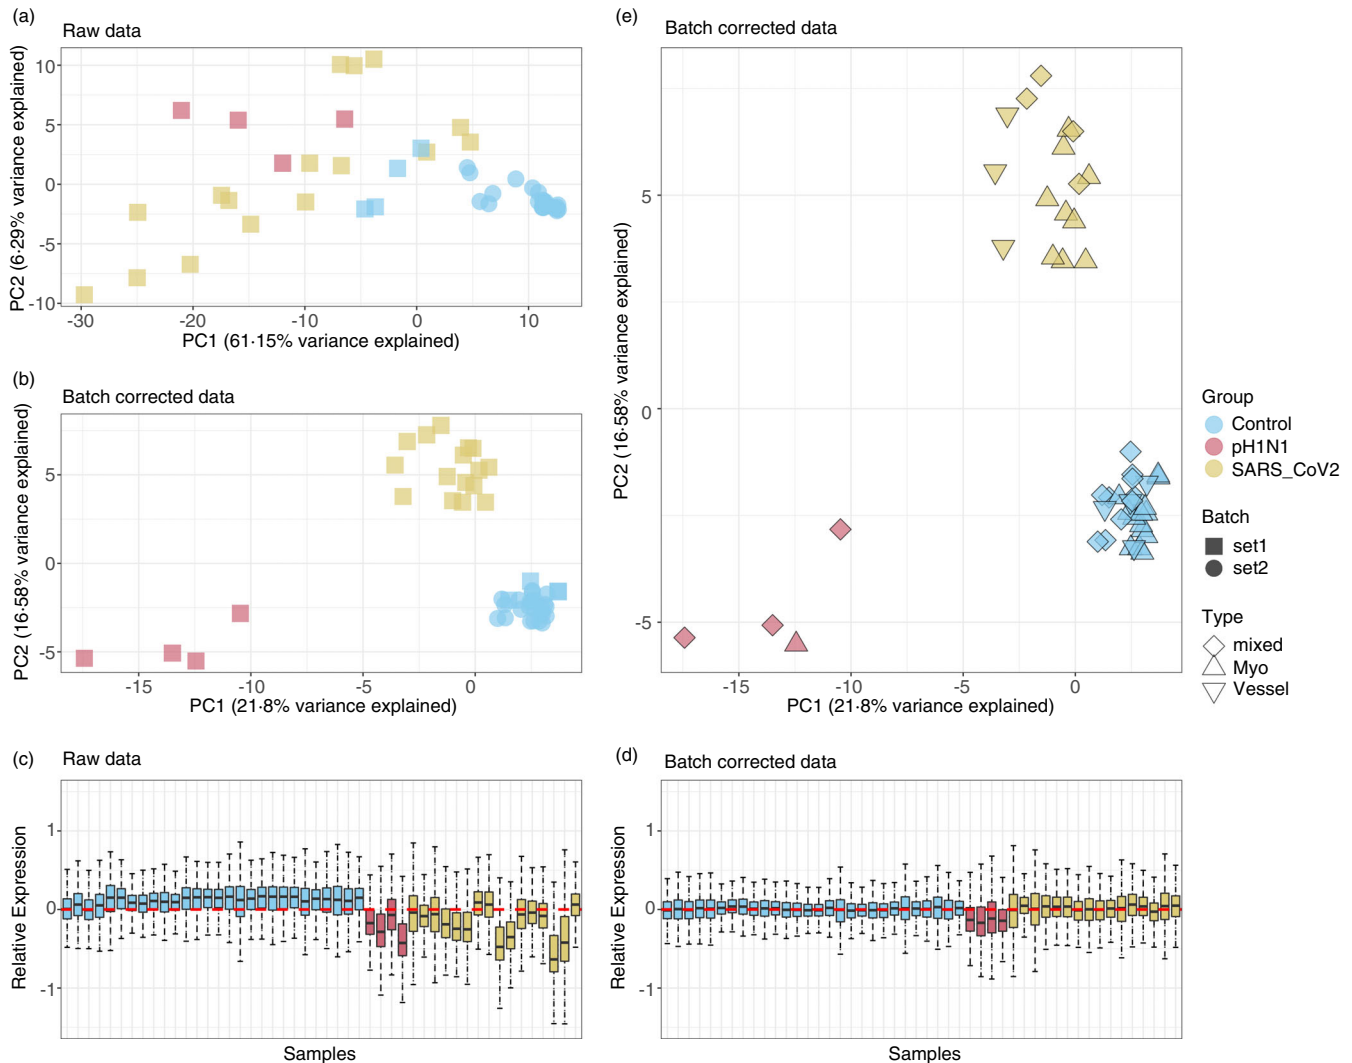 (a)
Raw data
PC2 (6·29% variance explained)
10
5
0
-5
-10
-30
-20
-10
0
10
PC1 (61·15% variance explained)
(b)
Batch corrected data
PC2 (16·58% variance explained)
5
0
-5
-15
-10
-5
0
PC1 (21·8% variance explained)
(e)
Batch corrected data
PC2 (16·58% variance explained)
5
0
-5
-15
-10
-5
0
PC1 (21·8% variance explained)
Group
Control
pH1N1
SARS_CoV2
Batch
set1
set2
Type
mixed
Myo
Vessel
(c)
Raw data
Relative Expression
1
0
-1
Samples
(d)
Batch corrected data
Relative Expression
1
0
-1
Samples